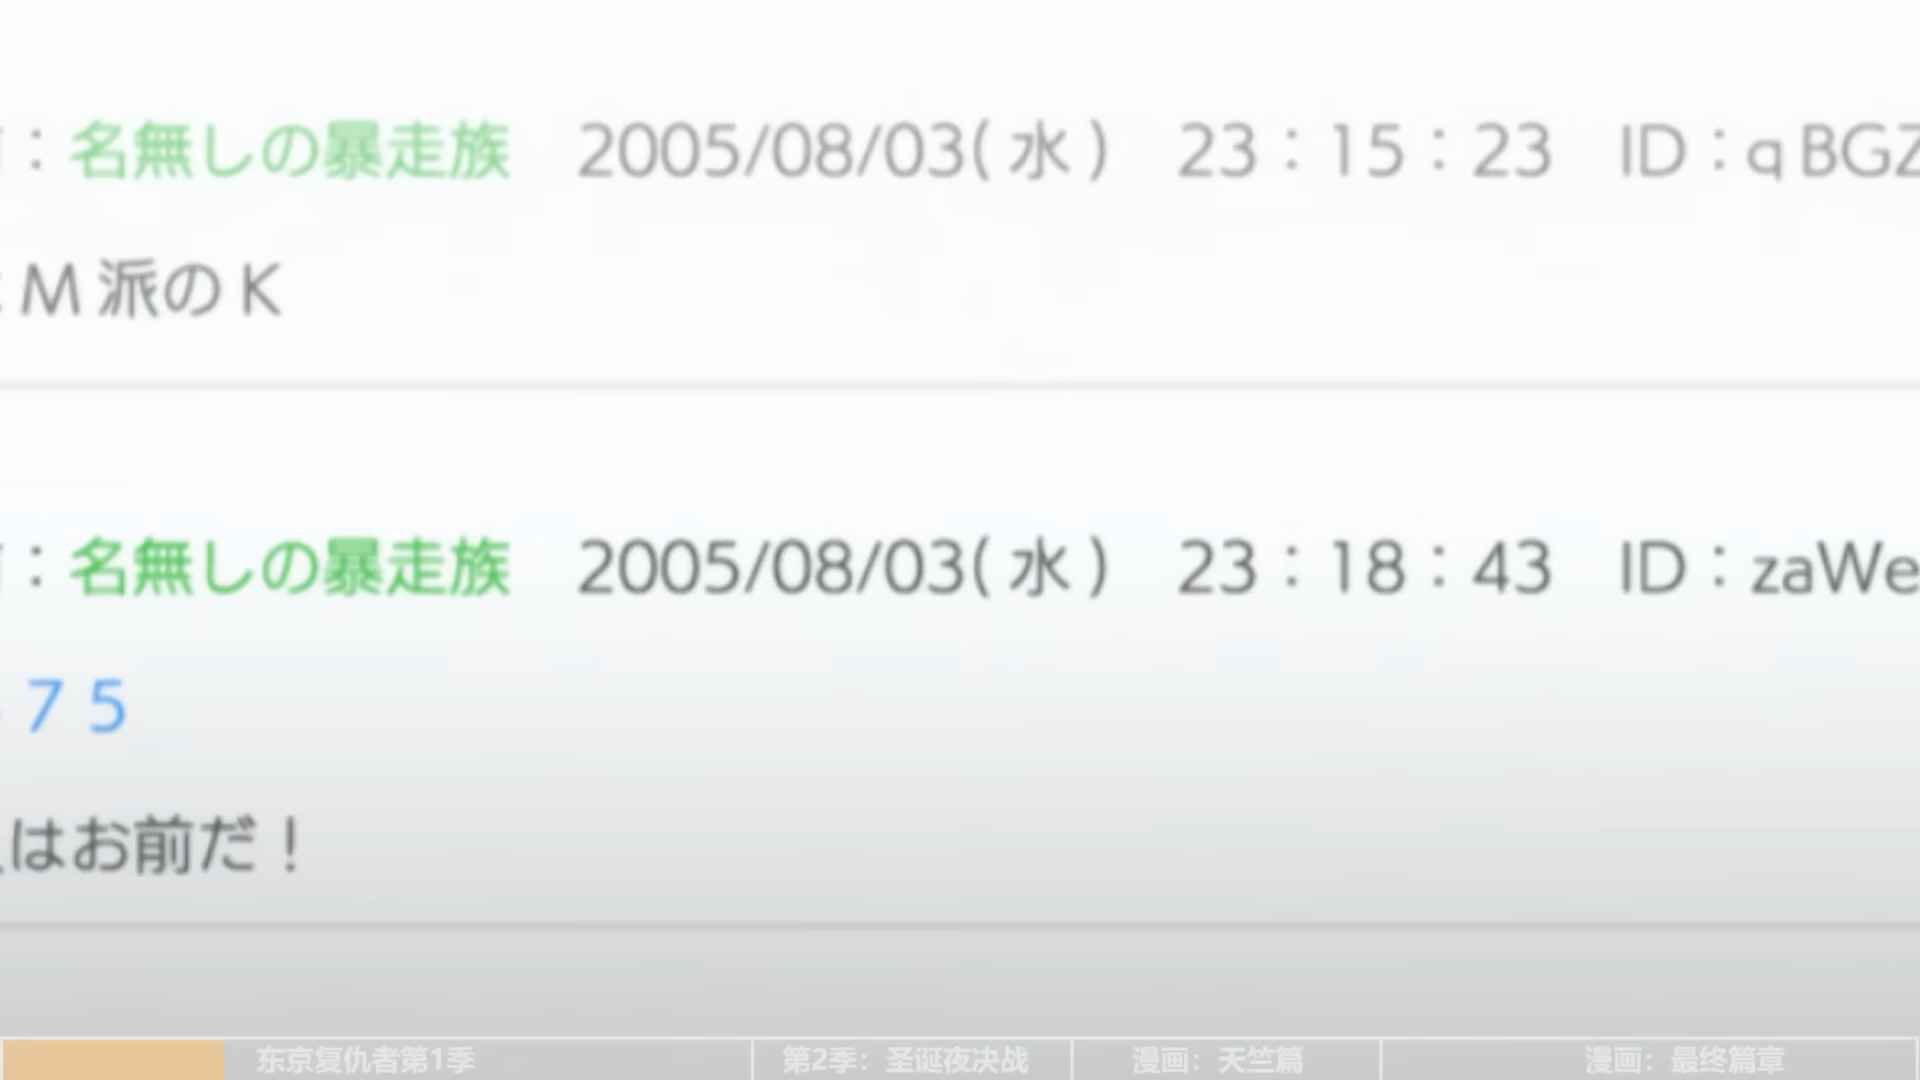 ：名無しの暴走族　2005/08/03(水)　23：15：23　ID：qBGZ
M派のK
：名無しの暴走族　2005/08/03(水)　23：18：43　ID：zaWe
75
はお前だ！
东京复仇者第1季　第2季：圣诞夜决战　漫画：天竺篇　漫画：最终篇章